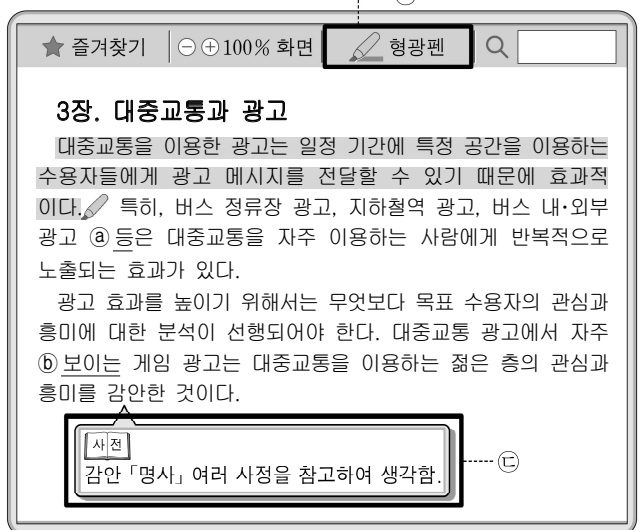 ★ 즐겨찾기 ⊖⊕100% 화면 형광펜
3장. 대중교통과 광고
대중교통을 이용한 광고는 일정 기간에 특정 공간을 이용하는
수용자들에게 광고 메시지를 전달할 수 있기 때문에 효과적
이다. 특히, 버스 정류장 광고, 지하철역 광고, 버스 내·외부
광고 ⓐ 등은 대중교통을 자주 이용하는 사람에게 반복적으로
노출되는 효과가 있다.
광고 효과를 높이기 위해서는 무엇보다 목표 수용자의 관심과
흥미에 대한 분석이 선행되어야 한다. 대중교통 광고에서 자주
ⓑ 보이는 게임 광고는 대중교통을 이용하는 젊은 층의 관심과
흥미를 감안한 것이다.
사전
감안「명사」여러 사정을 참고하여 생각함.
㉢